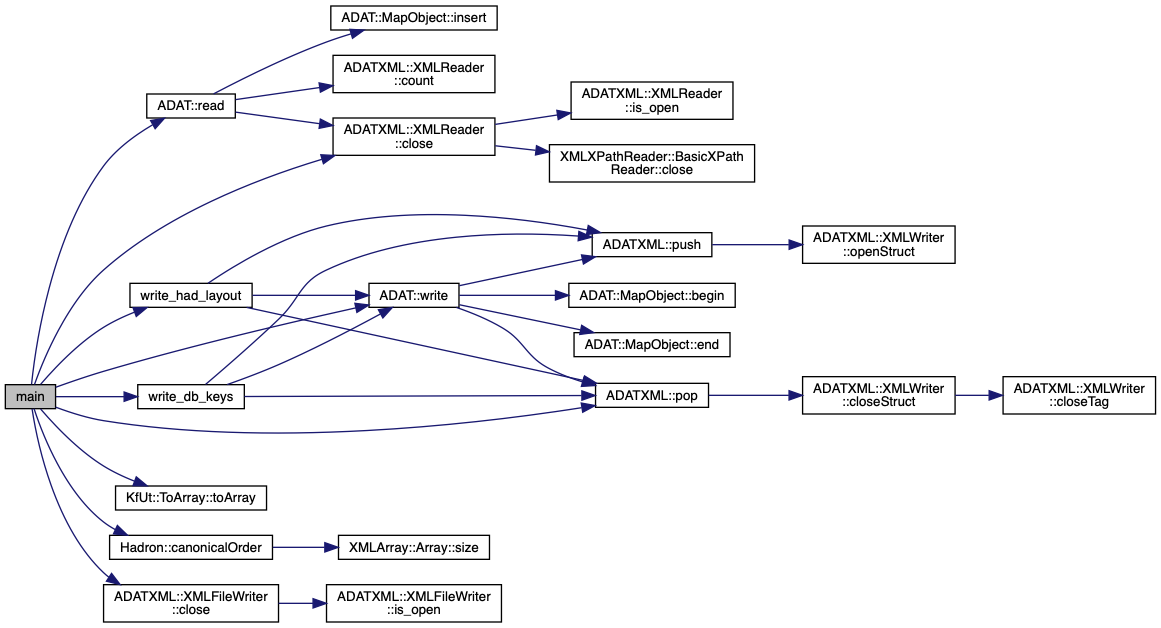 ADAT::MapObject::insert
ADATXML::XMLReader
::count
ADAT::read
ADATXML::XMLReader
::is_open
ADATXML::XMLReader
::close
XMLXPathReader::BasicXPath
Reader::close
ADATXML::push
ADATXML::XMLWriter
::openStruct
write_had_layout
ADAT::write
ADAT::MapObject::begin
ADAT::MapObject::end
main
write_db_keys
ADATXML::pop
ADATXML::XMLWriter
::closeStruct
ADATXML::XMLWriter
::closeTag
KfUt::ToArray::toArray
Hadron::canonicalOrder
XMLArray::Array::size
ADATXML::XMLFileWriter
::close
ADATXML::XMLFileWriter
::is_open